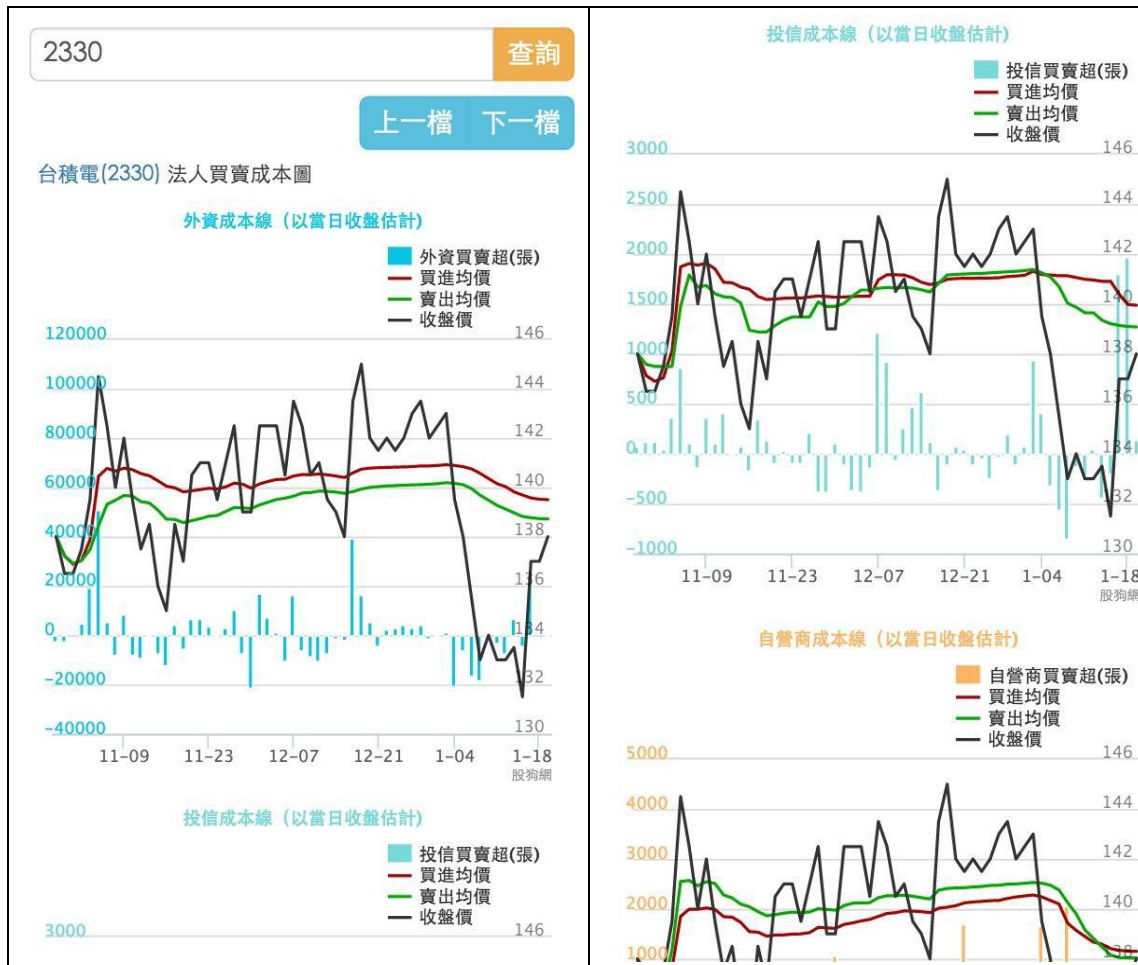 2330
查詢
上一檔 下一檔
台積電(2330) 法人買賣成本圖
外資成本線（以當日收盤估計)
外資買賣超(張)
買進均價
賣出均價
收盤價
120000 146
100000 144
80000 142
60000 140
40000 138
20000 136
0 134
-20000 132
-40000 130
11-09 11-23 12-07 12-21 1-04 1-18
股狗網
投信成本線（以當日收盤估計)
投信買賣超(張)
買進均價
賣出均價
收盤價
3000 146
投信成本線（以當日收盤估計)
投信買賣超(張)
買進均價
賣出均價
收盤價
3000 146
2500 144
2000 142
1500 140
1000 138
500 136
0 134
-500 132
-1000 130
11-09 11-23 12-07 12-21 1-04 1-18
股狗網
自營商成本線（以當日收盤估計)
自營商買賣超(張)
買進均價
賣出均價
收盤價
5000 146
4000 144
3000 142
2000 140
1000 138